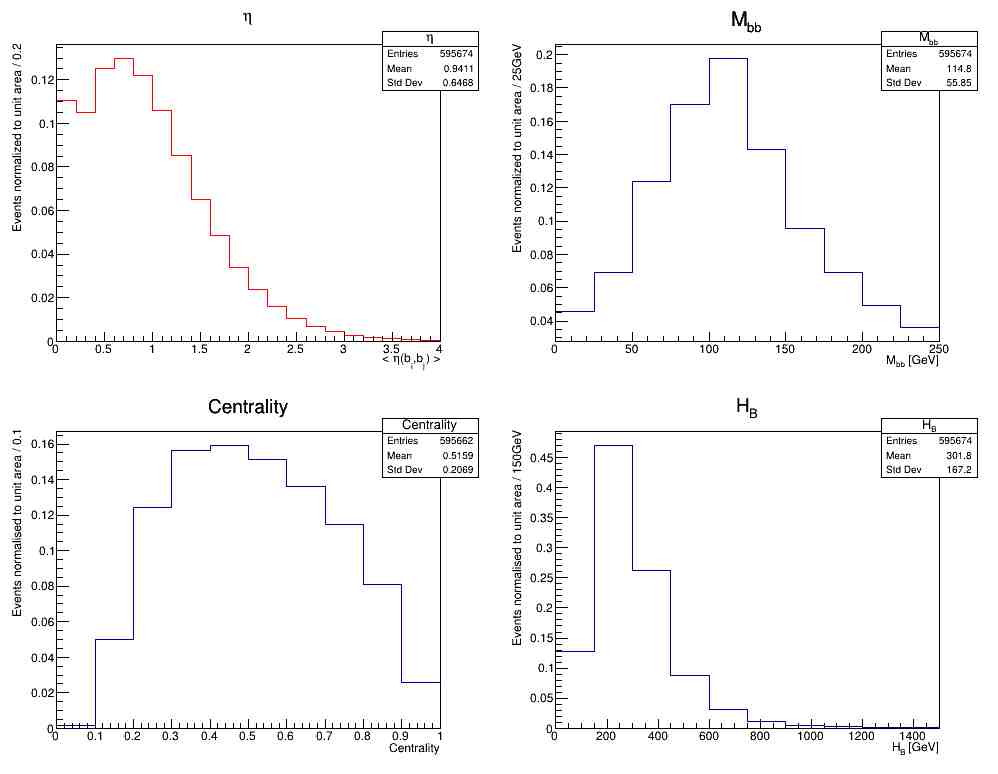 η
Events normalized to unit area / 0.2
0.12
0.1
0.08
0.06
0.04
0.02
0
0 0.5 1 1.5 2 2.5 3 3.5 4
< η(b_i,b_j) >
η
Entries 595674
Mean 0.9411
Std Dev 0.6468
M_bb
Events normalized to unit area / 25GeV
0.2
0.18
0.16
0.14
0.12
0.1
0.08
0.06
0.04
0 50 100 150 200 250
M_bb [GeV]
M_bb
Entries 595674
Mean 114.8
Std Dev 55.85
Centrality
Events normalised to unit area / 0.1
0.16
0.14
0.12
0.1
0.08
0.06
0.04
0.02
0
0 0.1 0.2 0.3 0.4 0.5 0.6 0.7 0.8 0.9 1
Centrality
Centrality
Entries 595662
Mean 0.5159
Std Dev 0.2069
H_B
Events normalised to unit area / 150GeV
0.45
0.4
0.35
0.3
0.25
0.2
0.15
0.1
0.05
0
0 200 400 600 800 1000 1200 1400
H_B [GeV]
H_B
Entries 595674
Mean 301.8
Std Dev 167.2